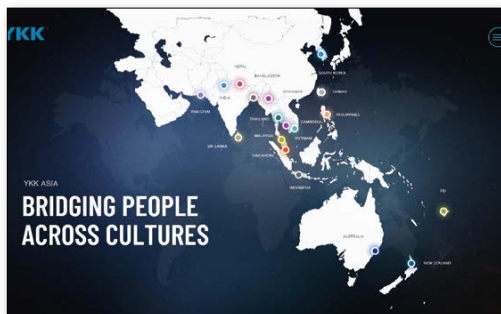 YKK
SOUTH KOREA
NEPAL
BANGLADESH
MYANMAR
TAIWAN
INDIA
PAKISTAN
THAILAND
CAMBODIA
PHILIPPINES
SRI LANKA
MALAYSIA
VIETNAM
SINGAPORE
INDONESIA
YKK ASIA
FIJI
BRIDGING PEOPLE
ACROSS CULTURES
AUSTRALIA
NEW ZEALAND